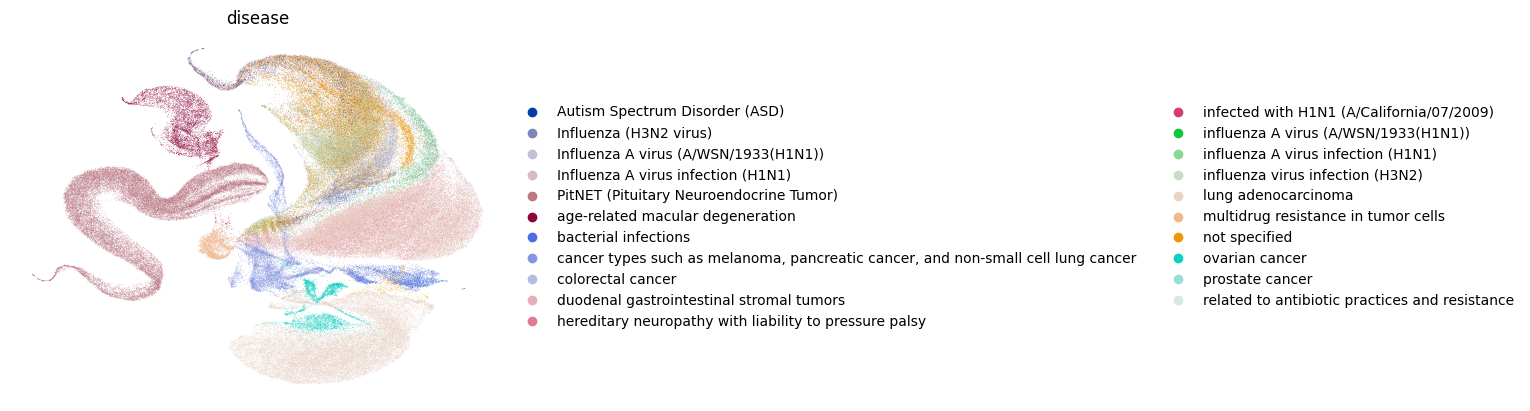 disease
Autism Spectrum Disorder (ASD)
Influenza (H3N2 virus)
Influenza A virus (A/WSN/1933(H1N1))
Influenza A virus infection (H1N1)
PitNET (Pituitary Neuroendocrine Tumor)
age-related macular degeneration
bacterial infections
cancer types such as melanoma, pancreatic cancer, and non-small cell lung cancer
colorectal cancer
duodenal gastrointestinal stromal tumors
hereditary neuropathy with liability to pressure palsy
infected with H1N1 (A/California/07/2009)
influenza A virus (A/WSN/1933(H1N1))
influenza A virus infection (H1N1)
influenza virus infection (H3N2)
lung adenocarcinoma
multidrug resistance in tumor cells
not specified
ovarian cancer
prostate cancer
related to antibiotic practices and resistance